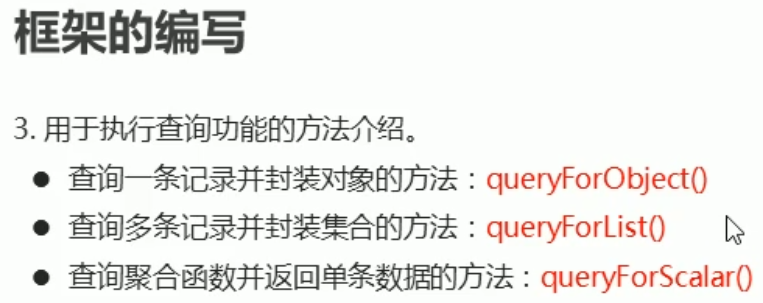 框架的编写
3. 用于执行查询功能的方法介绍。
● 查询一条记录并封装对象的方法：queryForObject()
● 查询多条记录并封装集合的方法：queryForList()
● 查询聚合函数并返回单条数据的方法：queryForScalar()